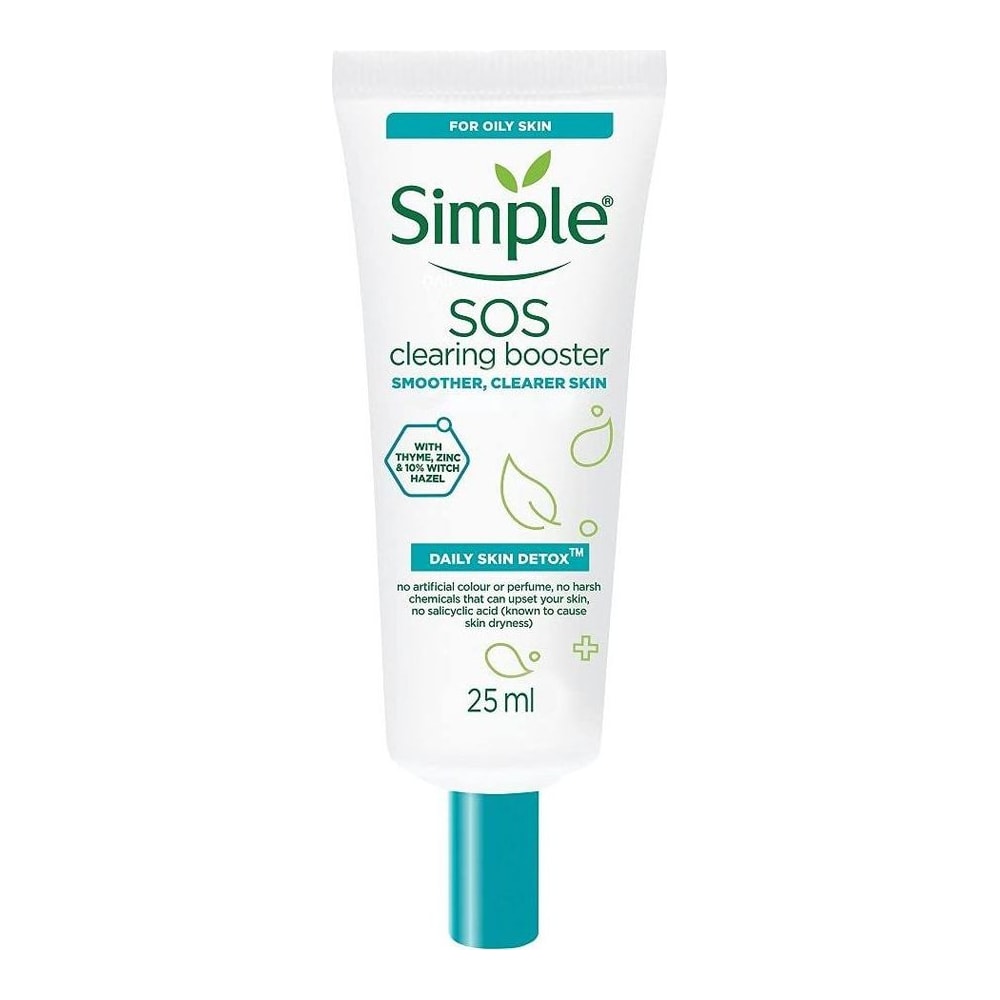 FOR OILY SKIN
Simple®
SOS
clearing booster
SMOOTHER, CLEARER SKIN
WITH
THYME, ZINC
& 10% WITCH
HAZEL
DAILY SKIN DETOX™
no artificial colour or perfume, no harsh
chemicals that can upset your skin,
no salicyclic acid (known to cause
skin dryness)
25 ml